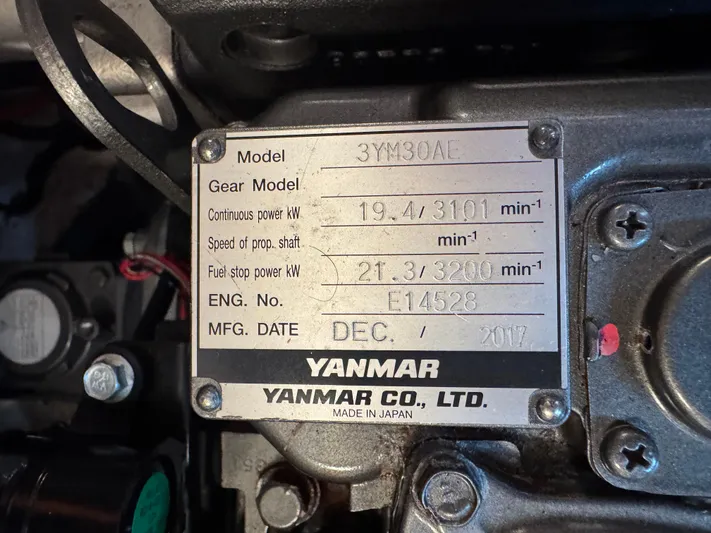 Model 3YM30AE
Gear Model
Continuous power kW 19.4/3101 min-1
Speed of prop. shaft min-1
Fuel stop power kW 21.3/3200 min-1
ENG. No. E14528
MFG. DATE DEC. / 2017
YANMAR
YANMAR CO., LTD.
MADE IN JAPAN